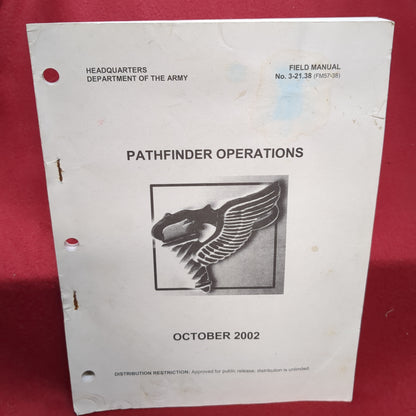 HEADQUARTERS
DEPARTMENT OF THE ARMY
FIELD MANUAL
No. 3-21.38 (FM57-38)
PATHFINDER OPERATIONS
OCTOBER 2002
DISTRIBUTION RESTRICTION: Approved for public release; distribution is unlimited.